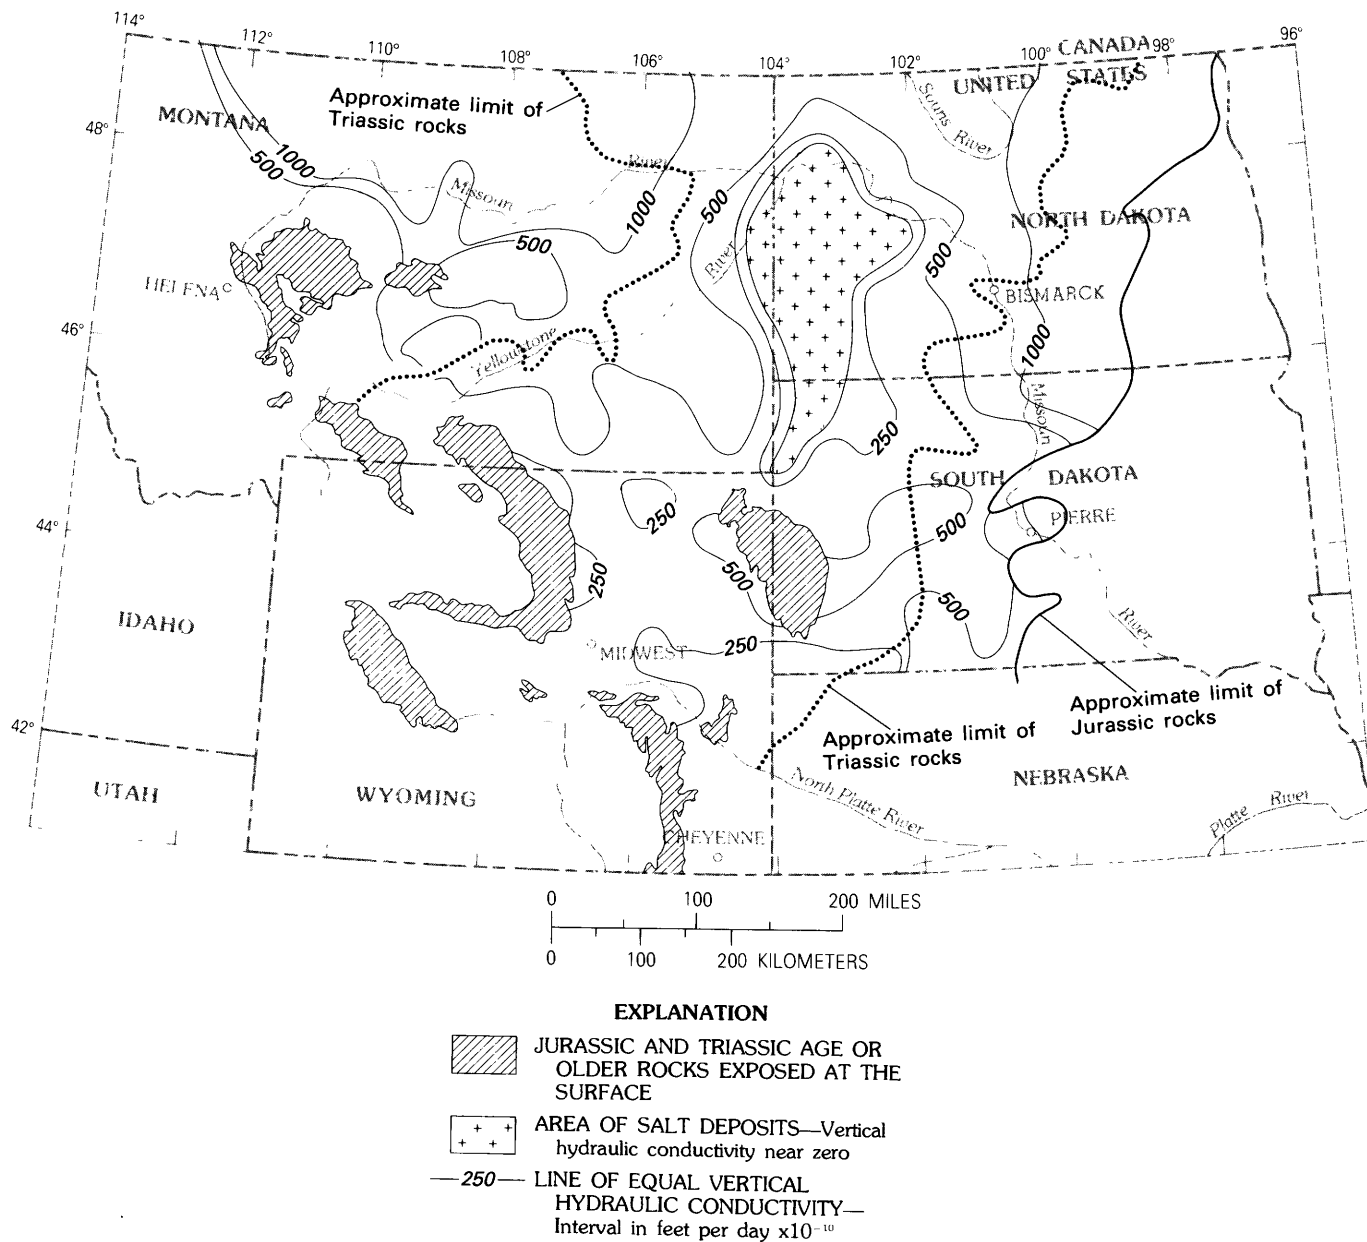 114°
112°
110°
108°
106°
104°
102°
100°
98°
96°
CANADA
UNITED STATES
Approximate limit of
Triassic rocks
MONTANA
48°
1000
500
Souris River
River
Missouri
1000
500
500
NORTH DAKOTA
River
500
HELENA
BISMARCK
46°
Yellowstone
1000
Missouri
250
SOUTH DAKOTA
44°
250
500
PIERRE
250
500
500
IDAHO
River
MIDWEST
250
Approximate limit of
Jurassic rocks
42°
Approximate limit of
Triassic rocks
NEBRASKA
UTAH
WYOMING
North Platte River
Platte River
CHEYENNE
0 100 200 MILES
0 100 200 KILOMETERS
EXPLANATION
JURASSIC AND TRIASSIC AGE OR
OLDER ROCKS EXPOSED AT THE
SURFACE
AREA OF SALT DEPOSITS—Vertical
hydraulic conductivity near zero
—250— LINE OF EQUAL VERTICAL
HYDRAULIC CONDUCTIVITY—
Interval in feet per day x10⁻¹⁰